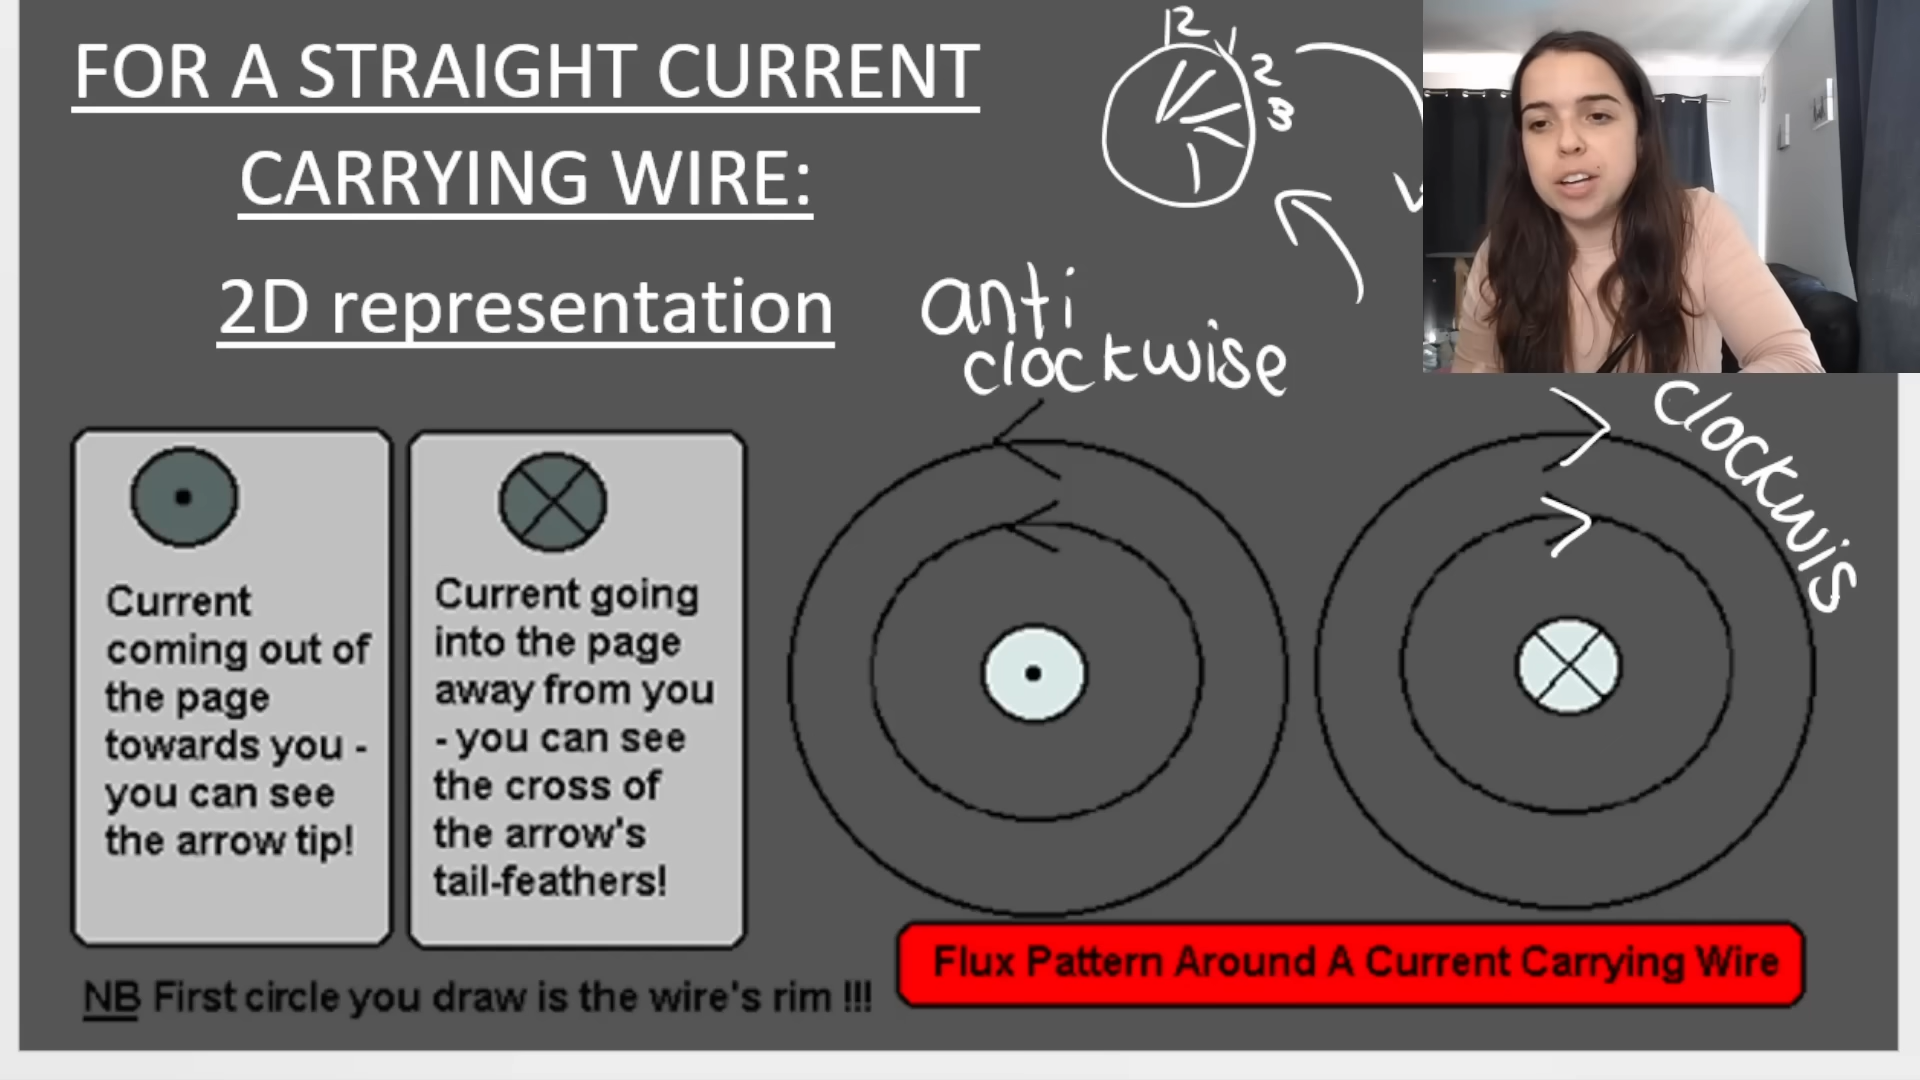 FOR A STRAIGHT CURRENT
CARRYING WIRE:
2D representation
12
1
2
3
anti
clockwise
clockwis
Current
coming out of
the page
towards you -
you can see
the arrow tip!
Current going
into the page
away from you
- you can see
the cross of
the arrow's
tail-feathers!
NB First circle you draw is the wire's rim !!!
Flux Pattern Around A Current Carrying Wire